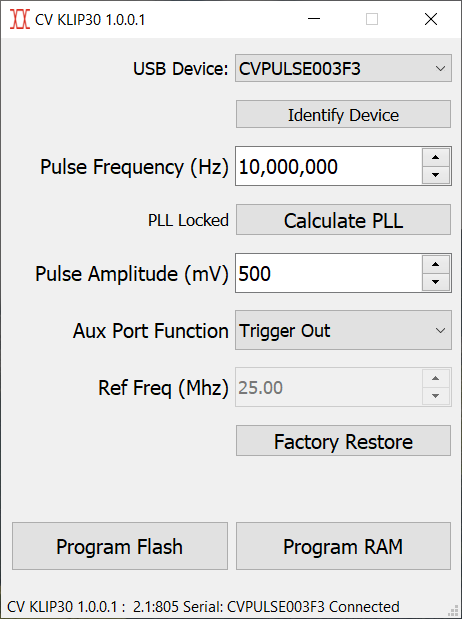 CV KLIP30 1.0.0.1
USB Device: CVPULSE003F3
Identify Device
Pulse Frequency (Hz) 10,000,000
PLL Locked Calculate PLL
Pulse Amplitude (mV) 500
Aux Port Function Trigger Out
Ref Freq (Mhz) 25.00
Factory Restore
Program Flash Program RAM
CV KLIP30 1.0.0.1 : 2.1:805 Serial: CVPULSE003F3 Connected